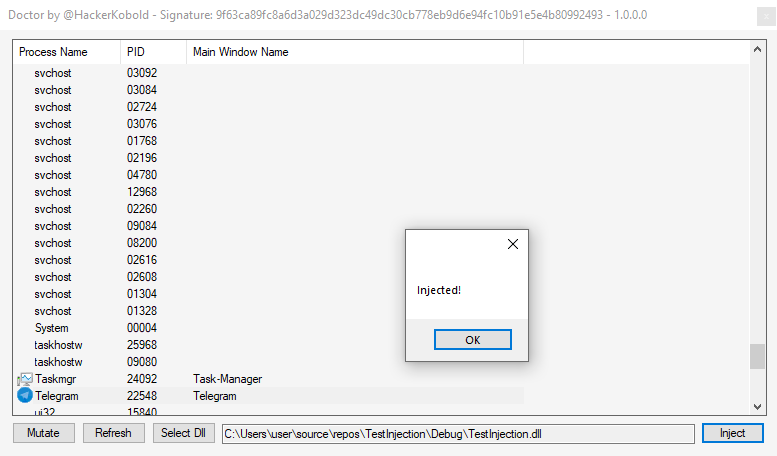 Doctor by @HackerKobold - Signature: 9f63ca89fc8a6d3a029d323dc49dc30cb778eb9d6e94fc10b91e5e4b80992493 - 1.0.0.0
Process Name PID Main Window Name
svchost 03092
svchost 03084
svchost 02724
svchost 03076
svchost 01768
svchost 02196
svchost 04780
svchost 12968
svchost 02260
svchost 09084
svchost 08200
svchost 02616
svchost 02608
svchost 01304
svchost 01328
System 00004
taskhostw 25968
taskhostw 09080
Taskmgr 24092 Task-Manager
Telegram 22548 Telegram
15840
Injected!
OK
Mutate Refresh Select Dll C:\Users\user\source\repos\TestInjection\Debug\TestInjection.dll Inject